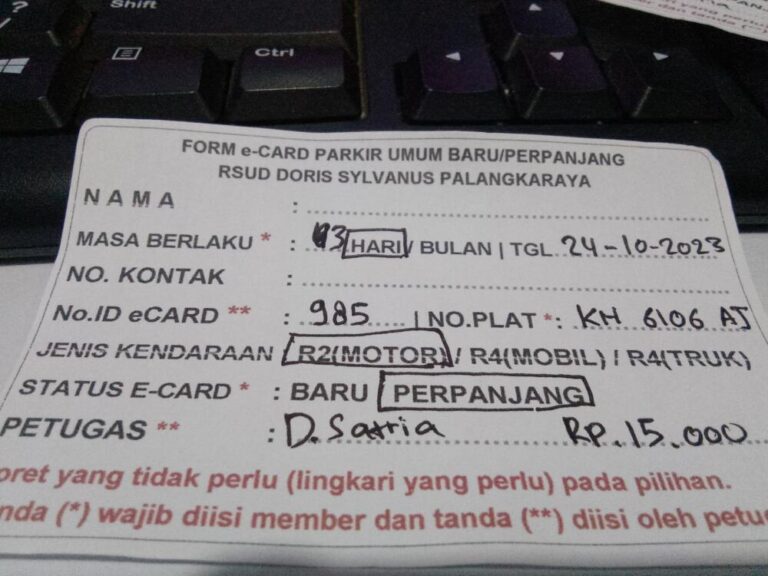 ?
Shift
Ctrl
FORM e-CARD PARKIR UMUM BARU/PERPANJANG
RSUD DORIS SYLVANUS PALANGKARAYA
NAMA :
MASA BERLAKU * : 3 HARI / BULAN | TGL 24-10-2023
NO. KONTAK :
No.ID eCARD ** : 985 | NO.PLAT *: KH 6106 AJ
JENIS KENDARAAN R2(MOTOR) / R4(MOBIL) / R4(TRUK)
STATUS E-CARD * : BARU PERPANJANG
PETUGAS ** : D. Satria RP. 15.000
oret yang tidak perlu (lingkari yang perlu) pada pilihan.
nda (*) wajib diisi member dan tanda (**) diisi oleh petug